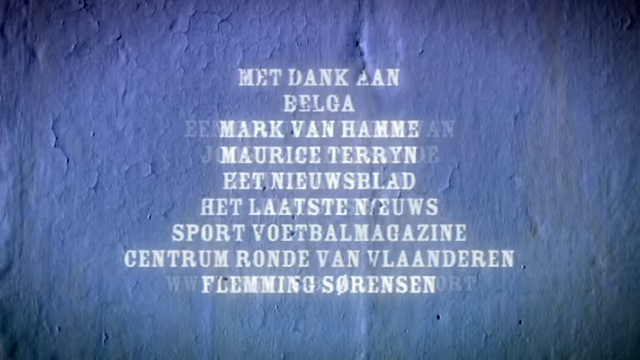 MET DANK AAN
BELGA
MARK VAN HAMME
MAURICE TERRYN
HET NIEUWSBLAD
HET LAATSTE NIEUWS
SPORT VOETBALMAGAZINE
CENTRUM RONDE VAN VLAANDEREN
FLEMMING SØRENSEN